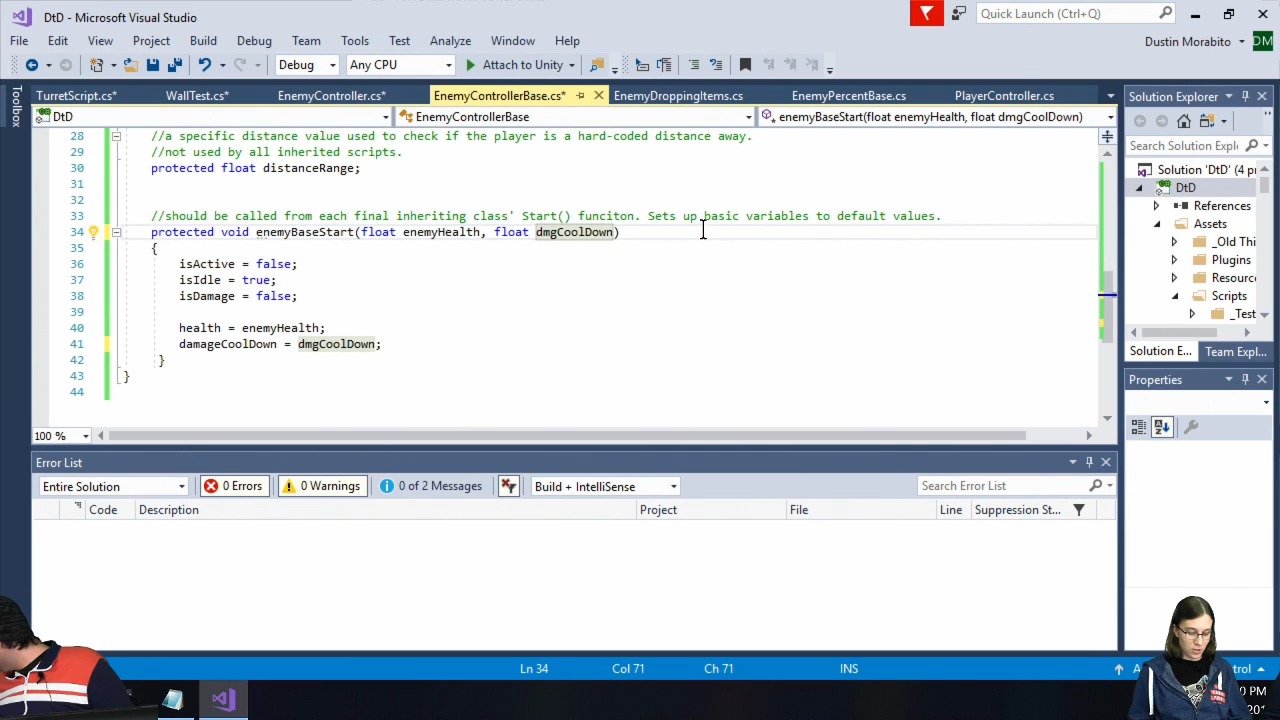 DtD - Microsoft Visual Studio
Quick Launch (Ctrl+Q)
File Edit View Project Build Debug Team Tools Test Analyze Window Help
Dustin Morabito DM
Debug Any CPU Attach to Unity
Toolbox
TurretScript.cs* WallTest.cs* EnemyController.cs* EnemyControllerBase.cs* EnemyDroppingItems.cs EnemyPercentBase.cs PlayerController.cs
DtD EnemyControllerBase enemyBaseStart(float enemyHealth, float dmgCoolDown)
28 //a specific distance value used to check if the player is a hard-coded distance away.
29 //not used by all inherited scripts.
30 protected float distanceRange;
31
32
33 //should be called from each final inheriting class' Start() funciton. Sets up basic variables to default values.
34 protected void enemyBaseStart(float enemyHealth, float dmgCoolDown)
35 {
36 isActive = false;
37 isIdle = true;
38 isDamage = false;
39
40 health = enemyHealth;
41 damageCoolDown = dmgCoolDown;
42 }
43 }
44
100 %
Solution Explorer
Search Solution Expl
Solution 'DtD' (4 p
DtD
References
Assets
_Old Thi
Plugins
Resourc
Scripts
_Test
Solution E... Team Expl...
Properties
Error List
Entire Solution 0 Errors 0 Warnings 0 of 2 Messages Build + IntelliSense Search Error List
Code Description Project File Line Suppression St...
Ln 34 Col 71 Ch 71 INS